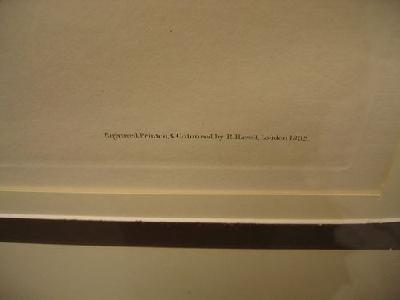 Engraved, Printed, & Coloured by R. Havell, London 1832.